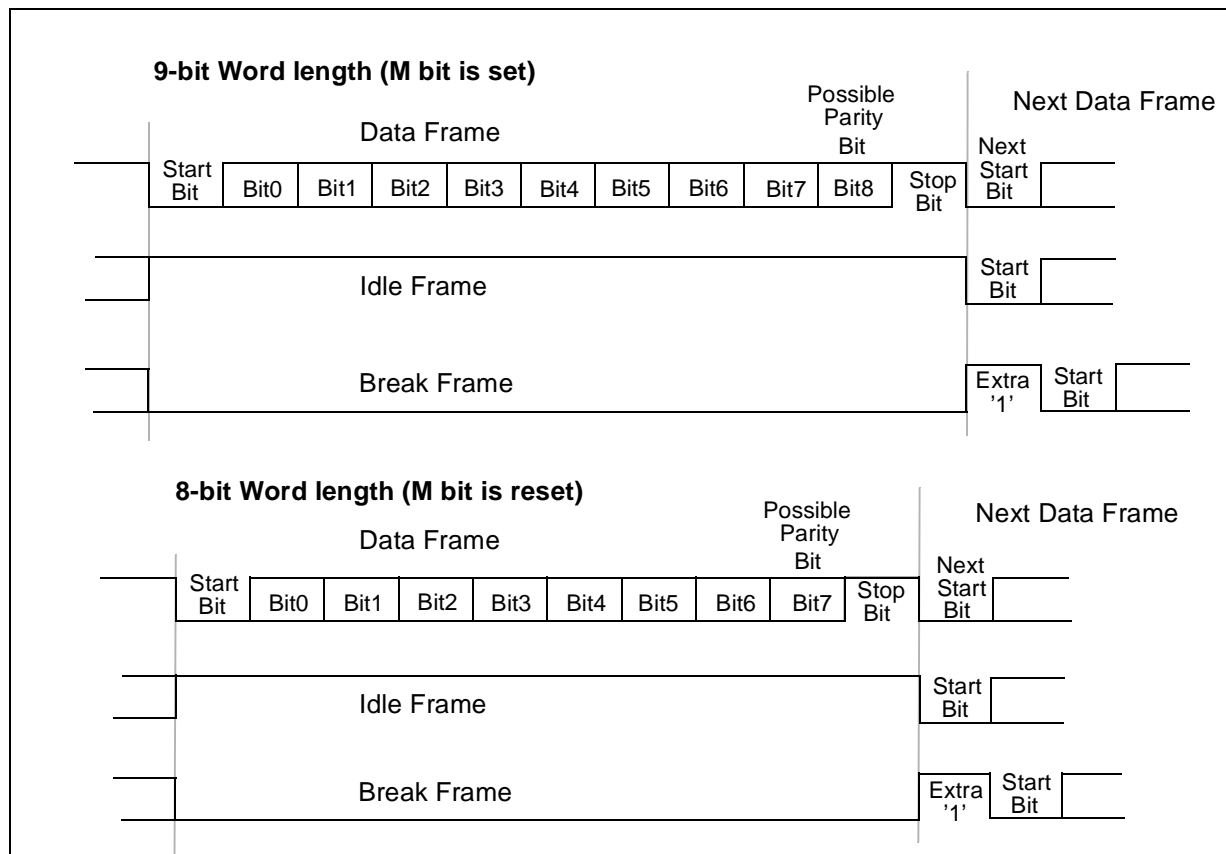 9-bit Word length (M bit is set)
Possible
Parity
Bit
Next Data Frame
Data Frame
Next
Start
Bit
Start
Bit
Bit0
Bit1
Bit2
Bit3
Bit4
Bit5
Bit6
Bit7
Bit8
Stop
Bit
Idle Frame
Start
Bit
Break Frame
Extra
'1'
Start
Bit
8-bit Word length (M bit is reset)
Possible
Parity
Bit
Next Data Frame
Data Frame
Next
Start
Bit
Start
Bit
Bit0
Bit1
Bit2
Bit3
Bit4
Bit5
Bit6
Bit7
Stop
Bit
Idle Frame
Start
Bit
Break Frame
Extra
'1'
Start
Bit